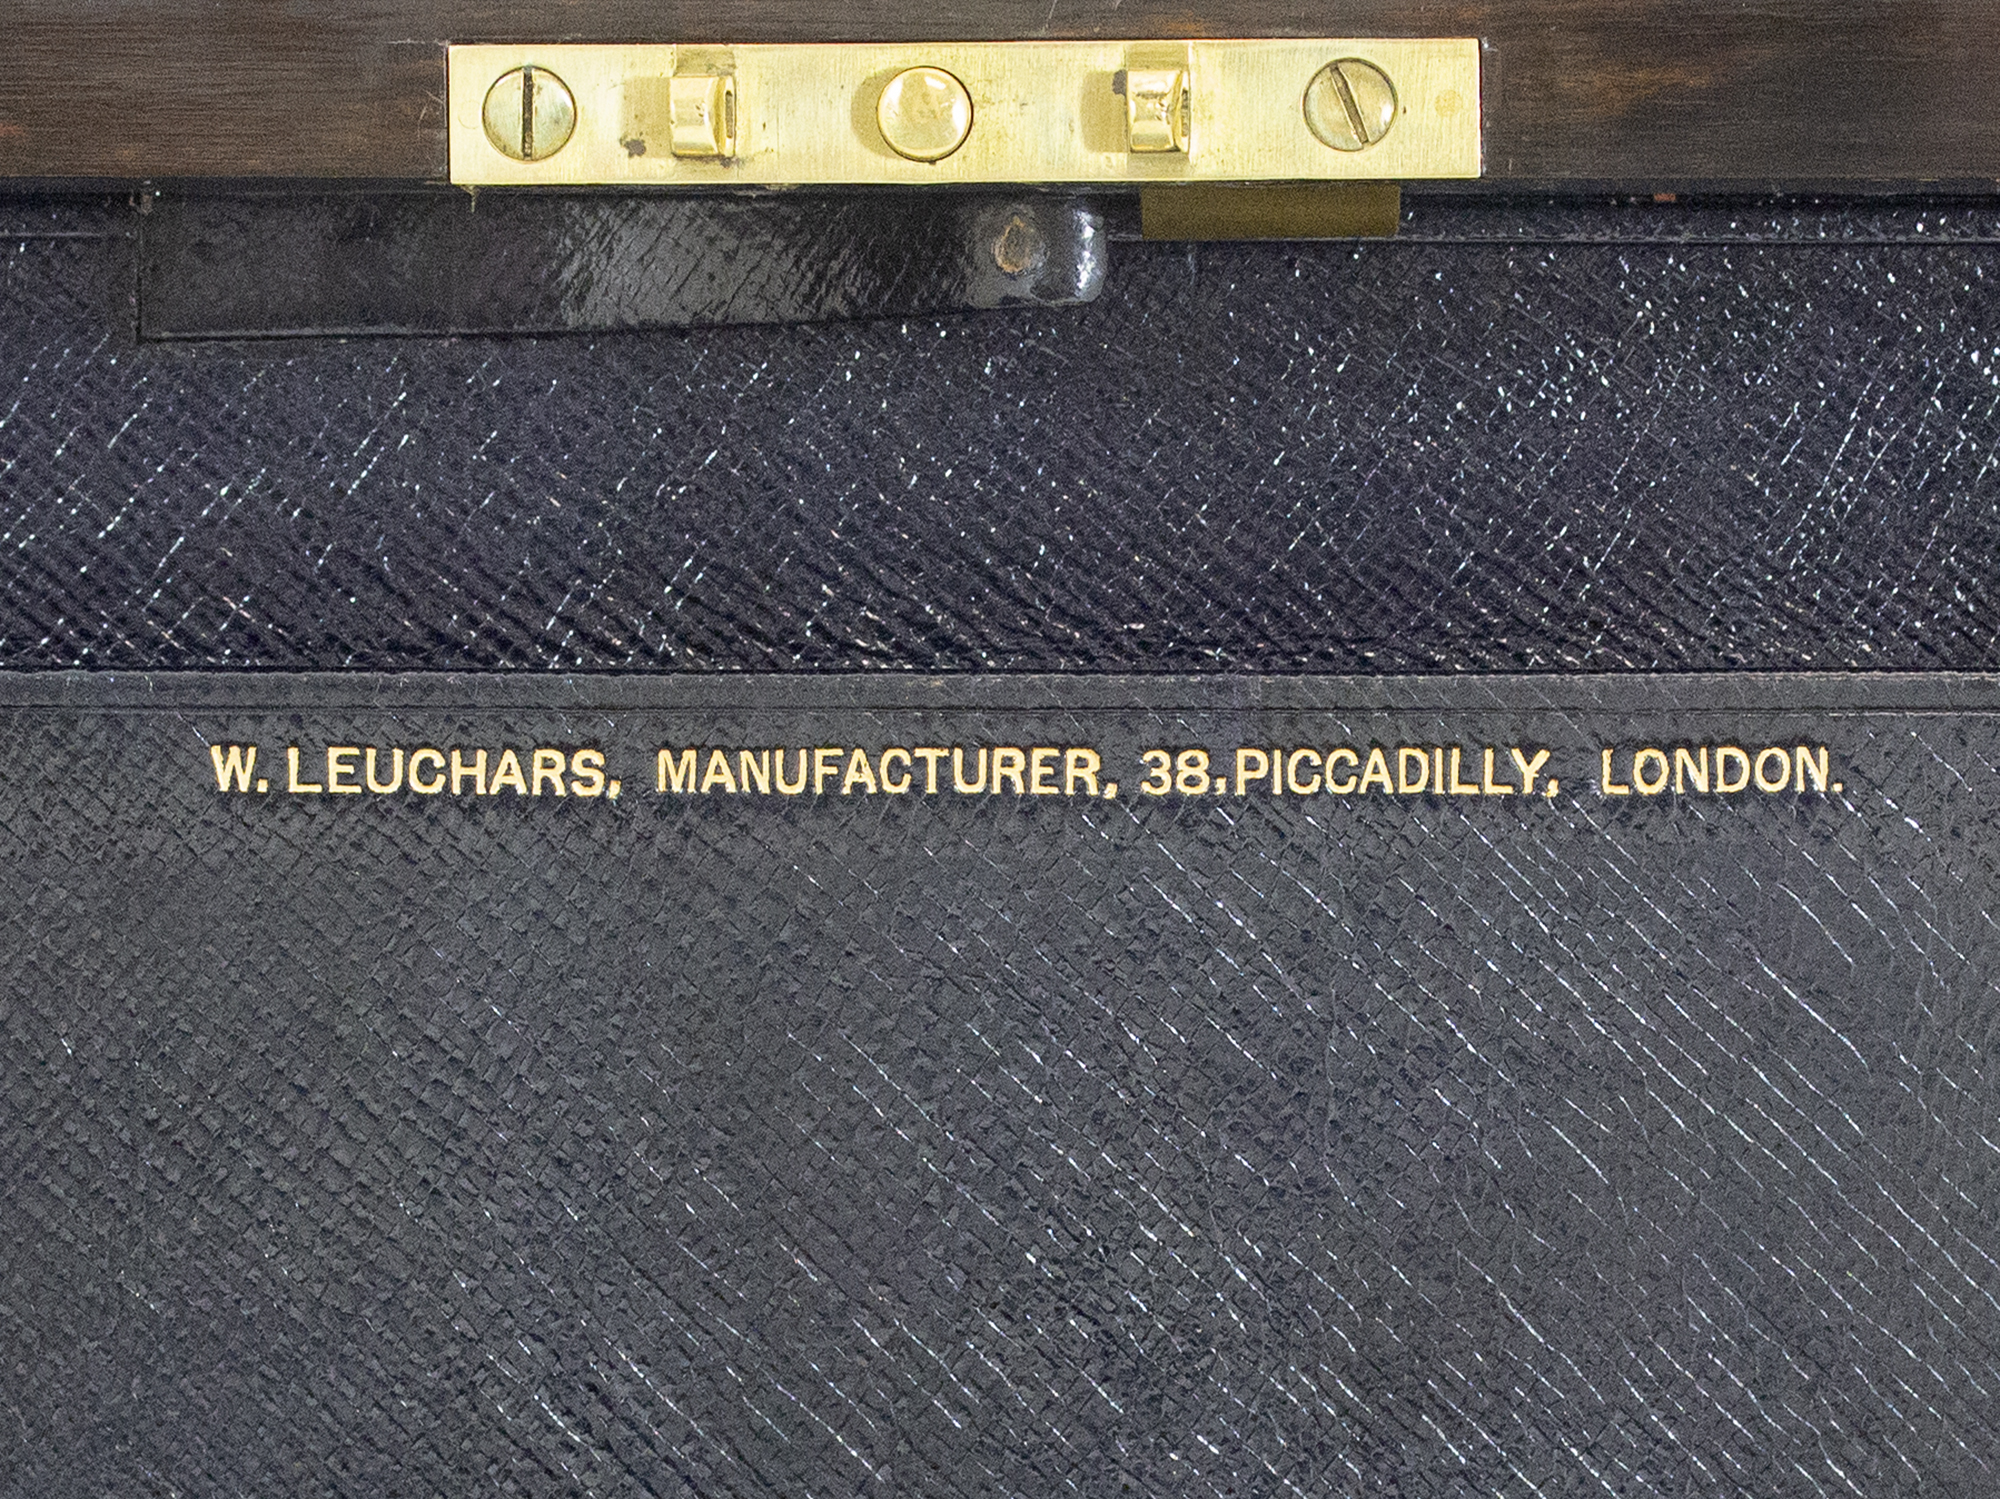 W. LEUCHARS, MANUFACTURER, 38, PICCADILLY, LONDON.